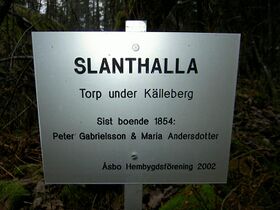 SLANTHALLA
Torp under Källeberg
Sist boende 1854:
Peter Gabrielsson & Maria Andersdotter
Åsbo Hembygdsförening 2002